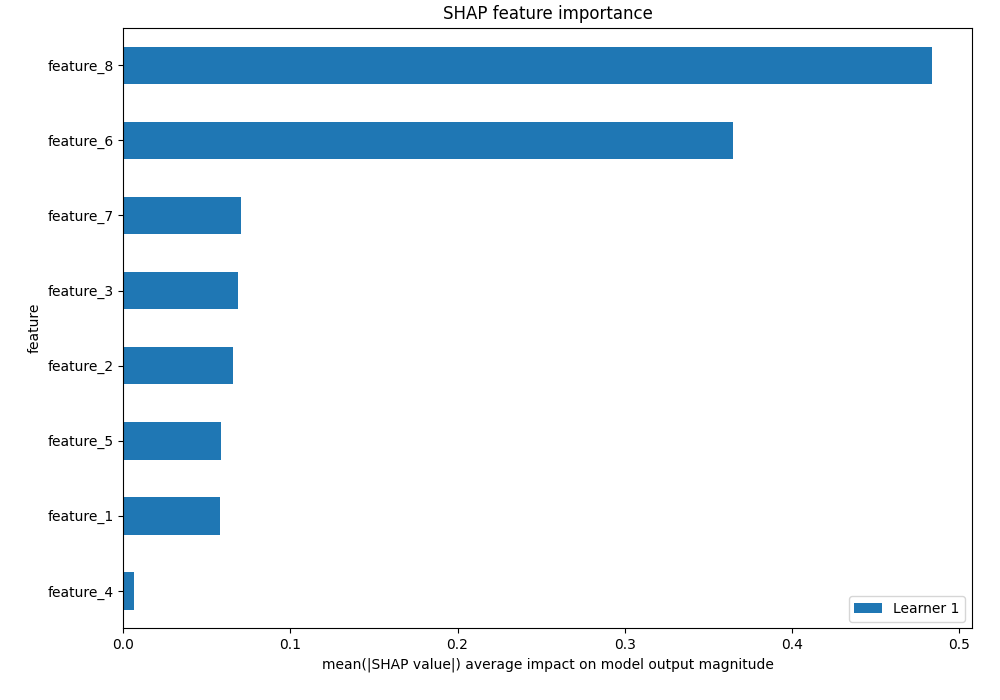 SHAP feature importance
feature_8
feature_6
feature_7
feature_3
feature_2
feature_5
feature_1
feature_4
feature
Learner 1
0.0 0.1 0.2 0.3 0.4 0.5
mean(|SHAP value|) average impact on model output magnitude